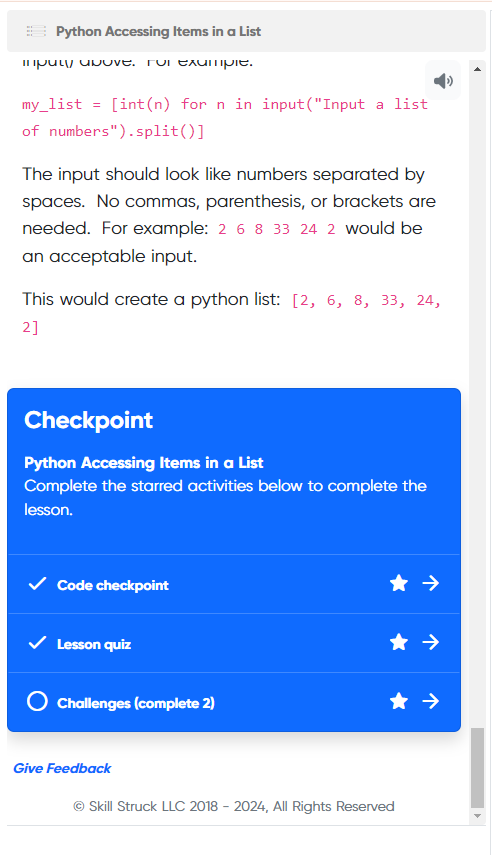 Python Accessing Items in a List
input() above. For example:
my_list = [int(n) for n in input("Input a list
of numbers").split()]
The input should look like numbers separated by
spaces. No commas, parenthesis, or brackets are
needed. For example: 2 6 8 33 24 2 would be
an acceptable input.
This would create a python list: [2, 6, 8, 33, 24,
2]
Checkpoint
Python Accessing Items in a List
Complete the starred activities below to complete the
lesson.
Code checkpoint
Lesson quiz
Challenges (complete 2)
Give Feedback
© Skill Struck LLC 2018 - 2024, All Rights Reserved